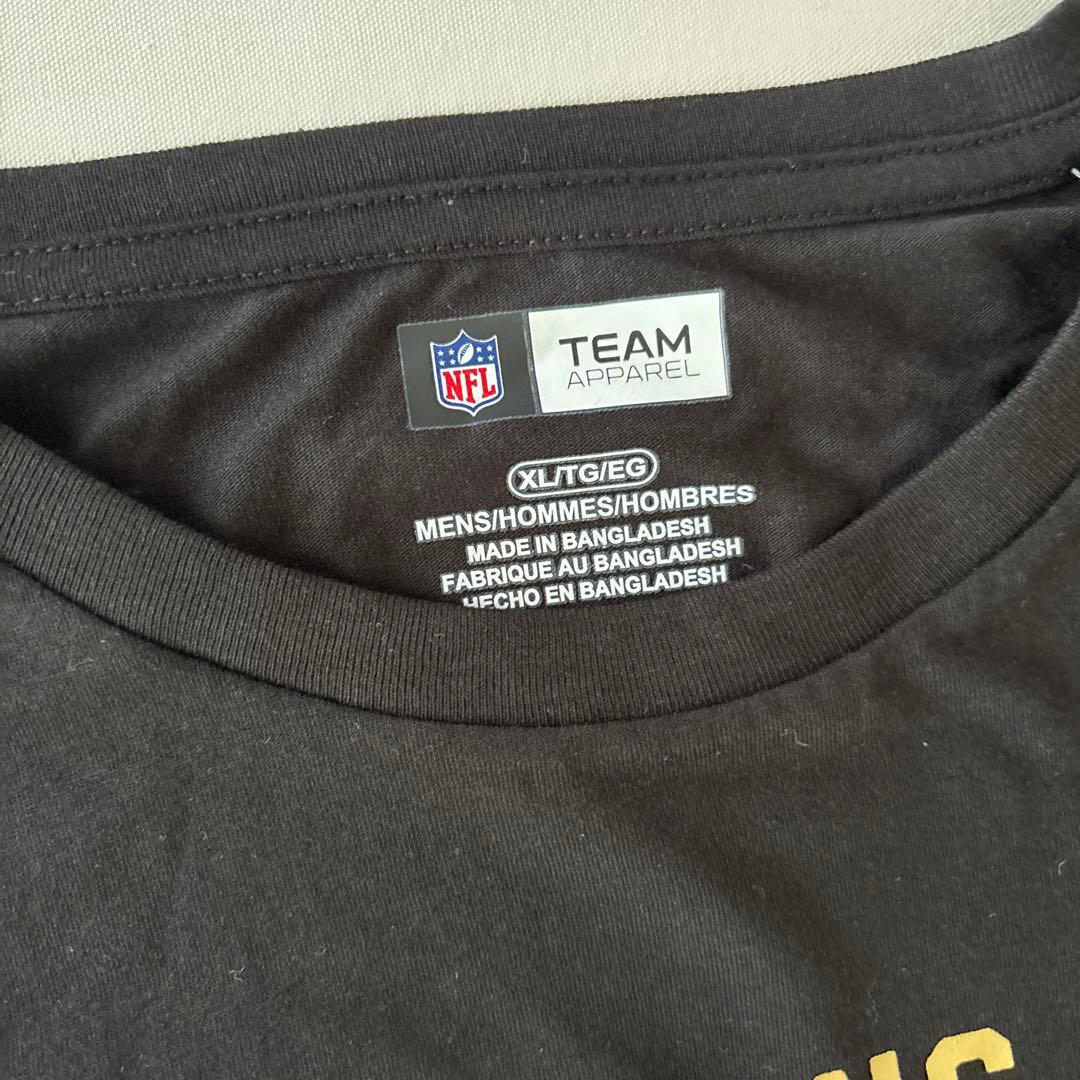 NFL
TEAM
APPAREL
XL/TG/EG
MENS/HOMMES/HOMBRES
MADE IN BANGLADESH
FABRIQUE AU BANGLADESH
HECHO EN BANGLADESH